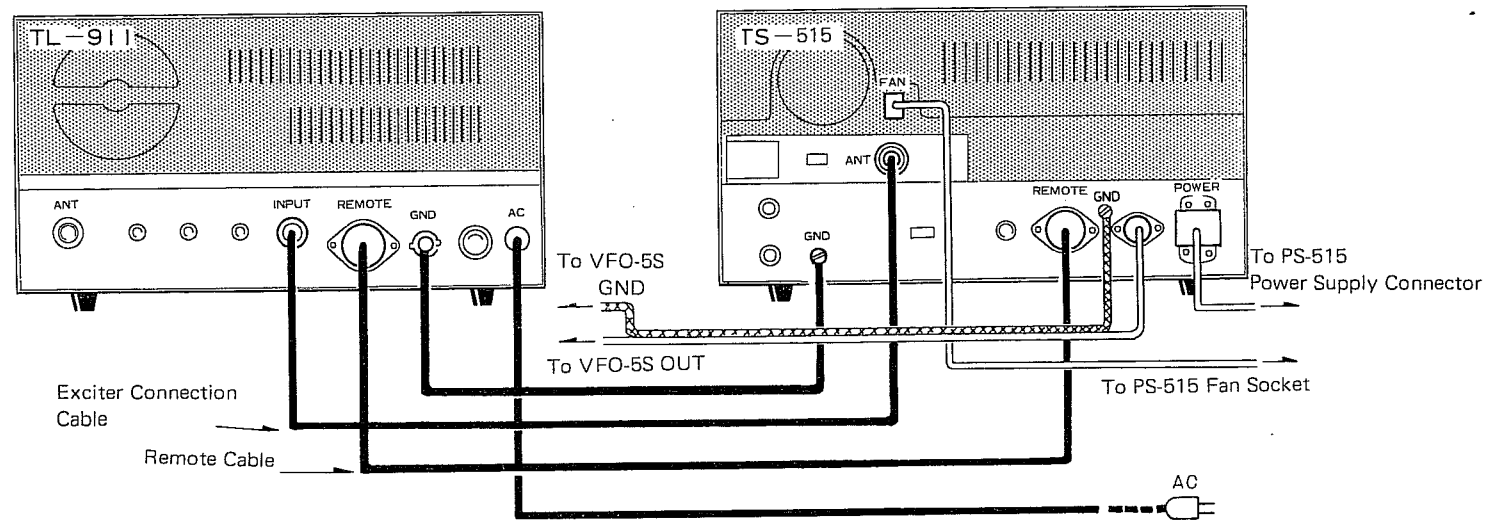 TL-911
ANT
INPUT
REMOTE
GND
AC
TS-515
FAN
ANT
GND
REMOTE
GND
POWER
To VFO-5S
GND
To VFO-5S OUT
To PS-515
Power Supply Connector
To PS-515 Fan Socket
Exciter Connection
Cable
Remote Cable
AC